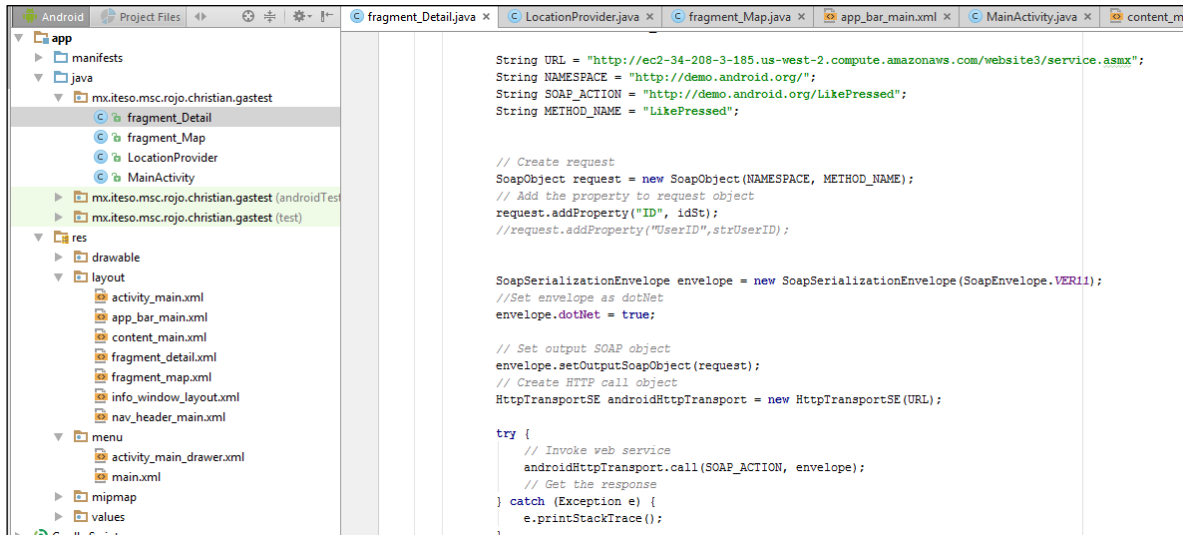 Android Project Files
fragment_Detail.java × LocationProvider.java × fragment_Map.java × app_bar_main.xml × MainActivity.java × content_m
app
manifests
java
mx.iteso.msc.rojo.christian.gastest
fragment_Detail
fragment_Map
LocationProvider
MainActivity
mx.iteso.msc.rojo.christian.gastest (androidTest
mx.iteso.msc.rojo.christian.gastest (test)
res
drawable
layout
activity_main.xml
app_bar_main.xml
content_main.xml
fragment_detail.xml
fragment_map.xml
info_window_layout.xml
nav_header_main.xml
menu
activity_main_drawer.xml
main.xml
mipmap
values
String URL = "http://ec2-34-208-3-185.us-west-2.compute.amazonaws.com/website3/service.asmx";
String NAMESPACE = "http://demo.android.org/";
String SOAP_ACTION = "http://demo.android.org/LikePressed";
String METHOD_NAME = "LikePressed";
// Create request
SoapObject request = new SoapObject(NAMESPACE, METHOD_NAME);
// Add the property to request object
request.addProperty("ID", idSt);
//request.addProperty("UserID",strUserID);
SoapSerializationEnvelope envelope = new SoapSerializationEnvelope(SoapEnvelope.VER11);
//Set envelope as dotNet
envelope.dotNet = true;
// Set output SOAP object
envelope.setOutputSoapObject(request);
// Create HTTP call object
HttpTransportSE androidHttpTransport = new HttpTransportSE(URL);
try {
// Invoke web service
androidHttpTransport.call(SOAP_ACTION, envelope);
// Get the response
} catch (Exception e) {
e.printStackTrace();
}